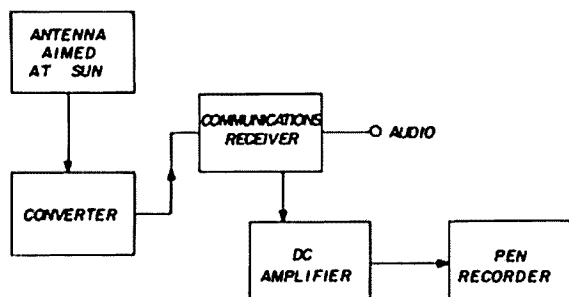 ANTENNA
AIMED
AT SUN
COMMUNICATIONS
RECEIVER
AUDIO
CONVERTER
DC
AMPLIFIER
PEN
RECORDER